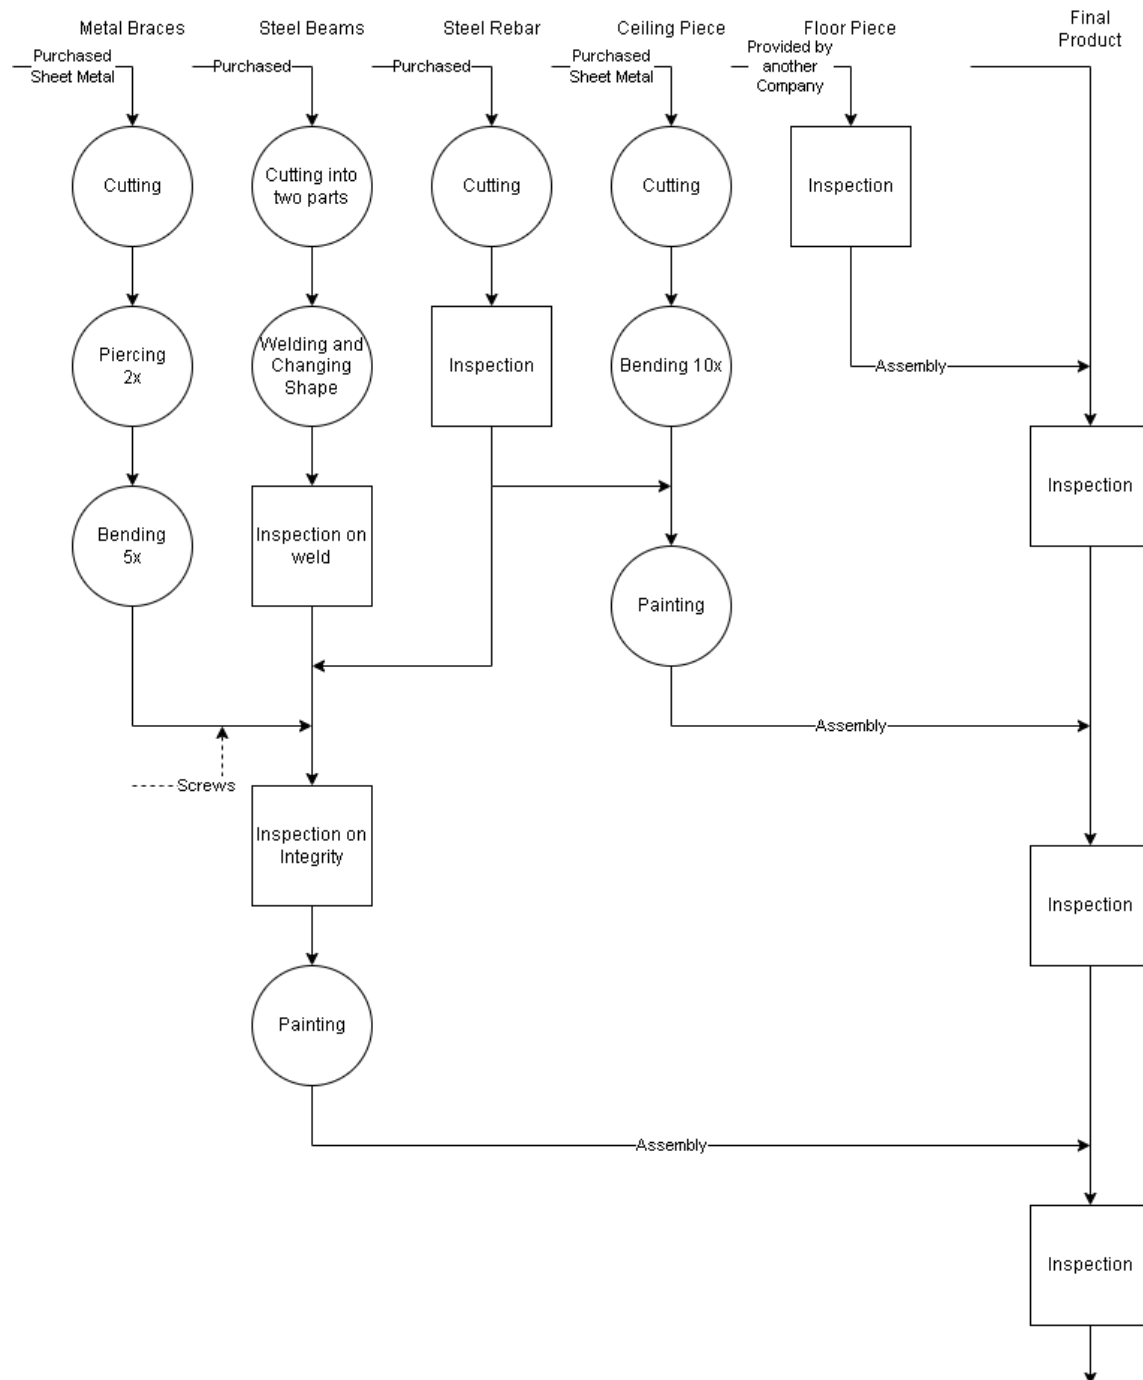 Metal Braces
Steel Beams
Steel Rebar
Ceiling Piece
Floor Piece
Final
Product
Purchased
Sheet Metal
Purchased
Purchased
Purchased
Sheet Metal
Provided by
another
Company
Cutting
Cutting into
two parts
Cutting
Cutting
Inspection
Piercing
2x
Welding and
Changing
Shape
Inspection
Bending 10x
Assembly
Inspection
Bending
5x
Inspection on
weld
Painting
Assembly
Screws
Inspection on
Integrity
Inspection
Painting
Assembly
Inspection